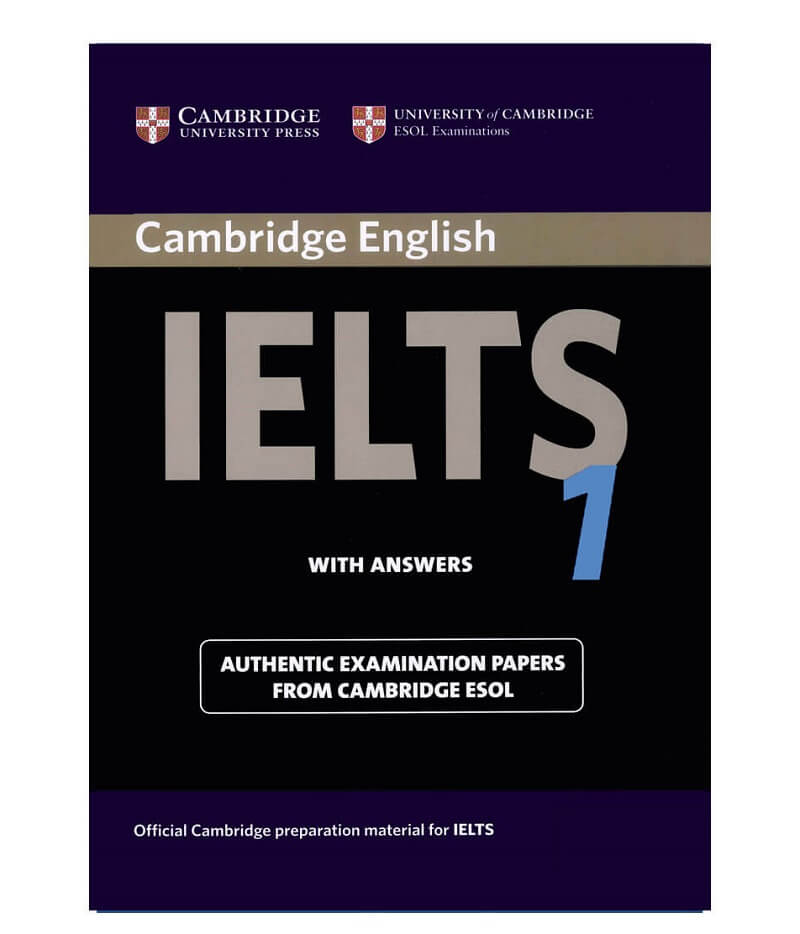 CAMBRIDGE
UNIVERSITY PRESS
UNIVERSITY of CAMBRIDGE
ESOL Examinations
Cambridge English
IELTS
1
WITH ANSWERS
AUTHENTIC EXAMINATION PAPERS
FROM CAMBRIDGE ESOL
Official Cambridge preparation material for IELTS